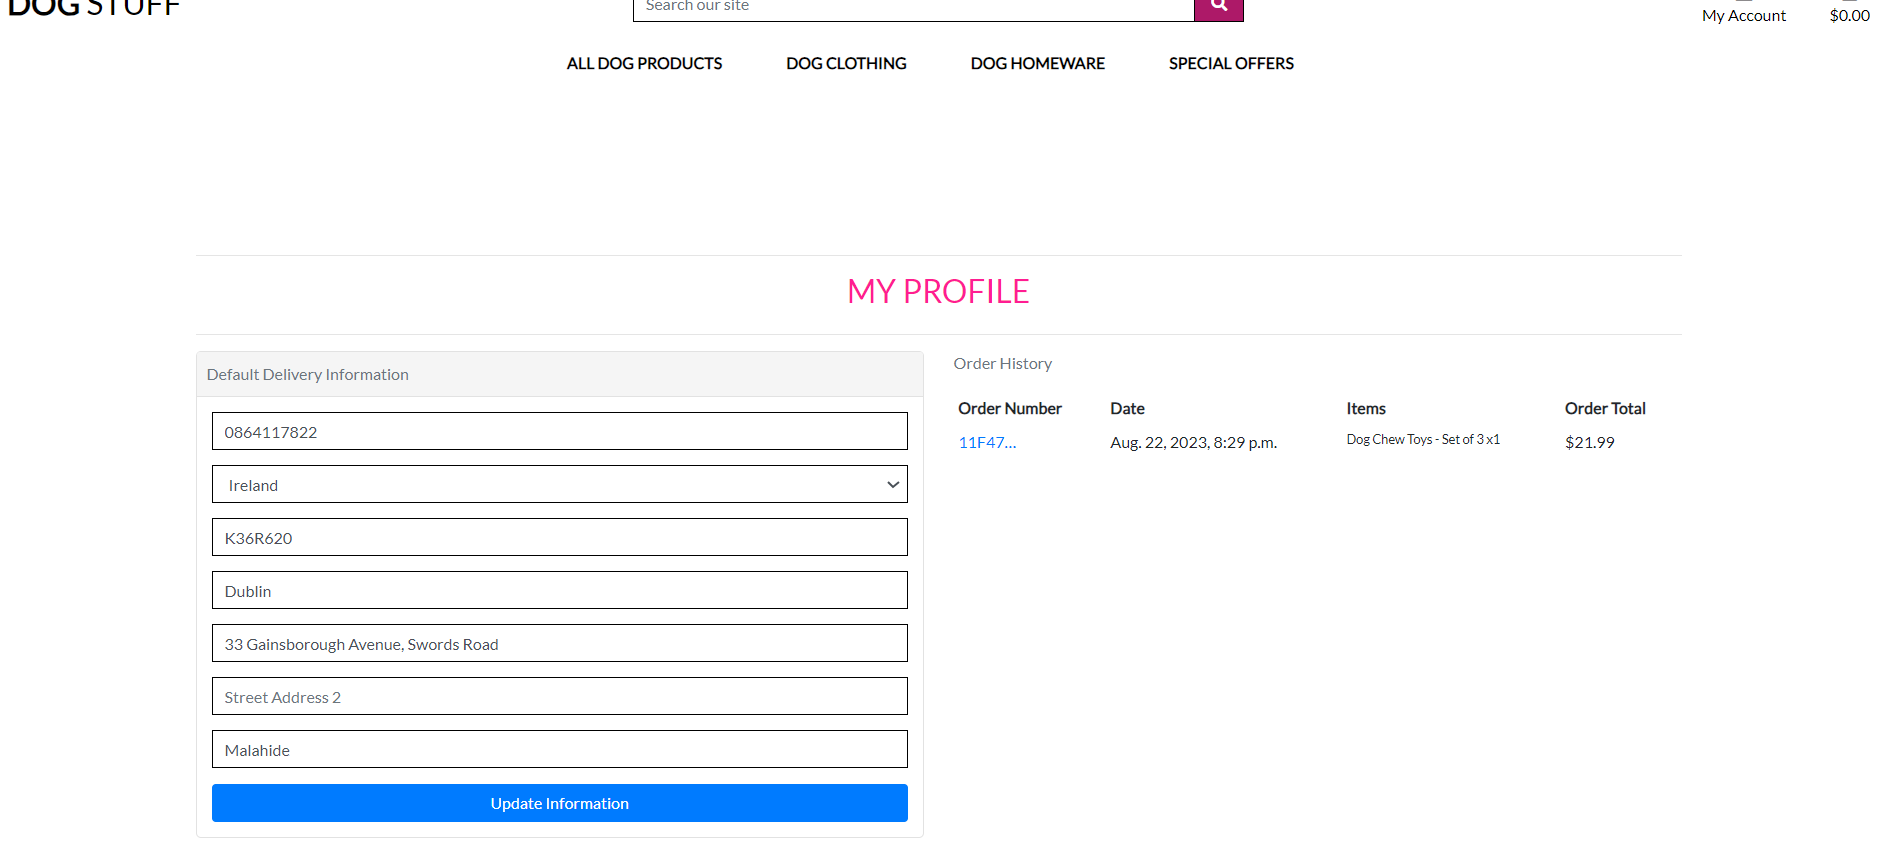 DOG STUFF
Search our site
My Account
$0.00
ALL DOG PRODUCTS
DOG CLOTHING
DOG HOMEWARE
SPECIAL OFFERS
MY PROFILE
Default Delivery Information
0864117822
Ireland
K36R620
Dublin
33 Gainsborough Avenue, Swords Road
Street Address 2
Malahide
Update Information
Order History
Order Number Date Items Order Total
11F47... Aug. 22, 2023, 8:29 p.m. Dog Chew Toys - Set of 3 x1 $21.99